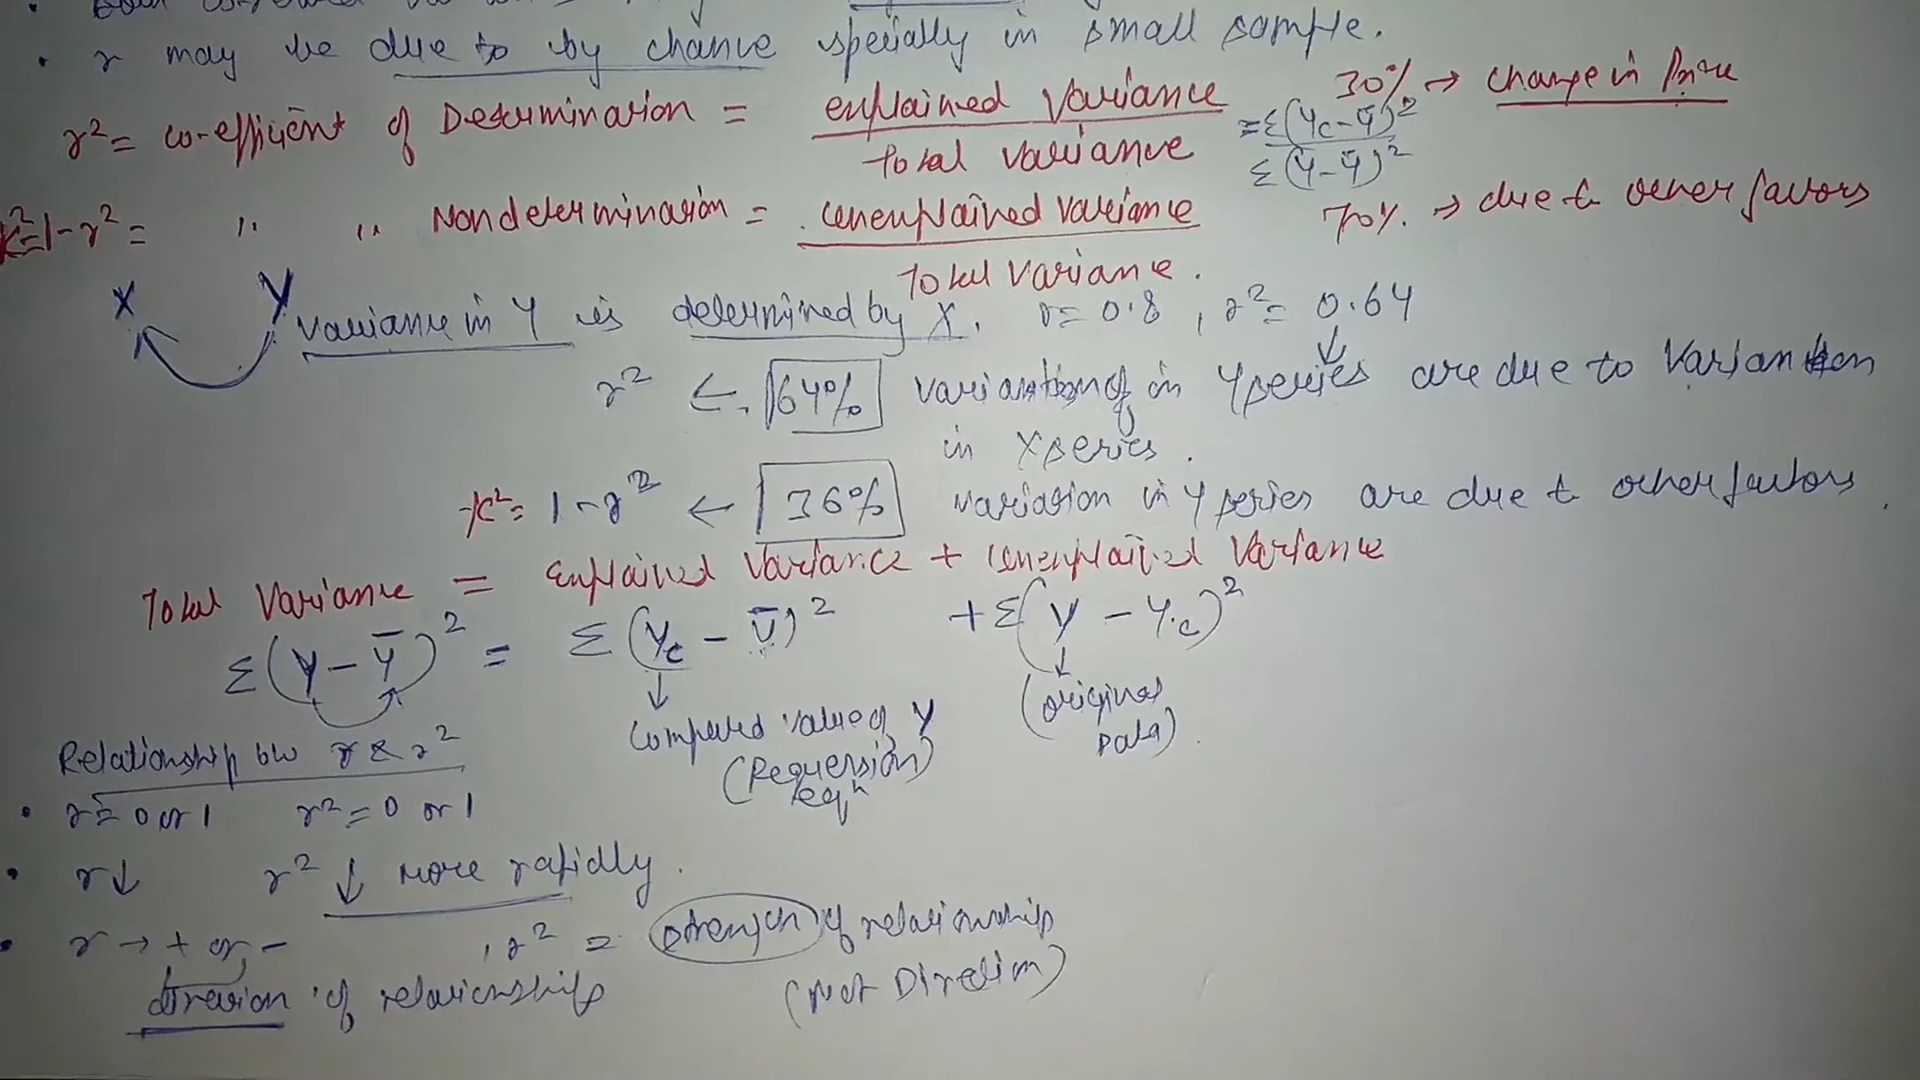 • r may be due to by chance specially in small sample.
r² = co-efficient of Determination = explained Variance / Total Variance = Σ(Yc-Ȳ)² / Σ(Y-Ȳ)²
30% → change in Price
K²=1-r² = " " Nondetermination = unexplained Variance / Total Variance.
70% → due to other factors
X Y
Variance in Y is determined by X. r = 0.8, r² = 0.64
r² ← 64% variation in Y series are due to Variation
in X series.
K² = 1-r² ← 36% variation in Y series are due to other factors.
Total Variance = Explained Variance + Unexplained Variance
Σ(Y-Ȳ)² = Σ(Yc-Ȳ)² + Σ(Y-Yc)²
Computed value of Y
(Regression eqⁿ)
(original Data).
Relationship bw r & r²
• r = 0 or 1 r² = 0 or 1
• r↓ r²↓ more rapidly.
• r → + or - , r² = strength of relationship
direction of relationship (not Direction)